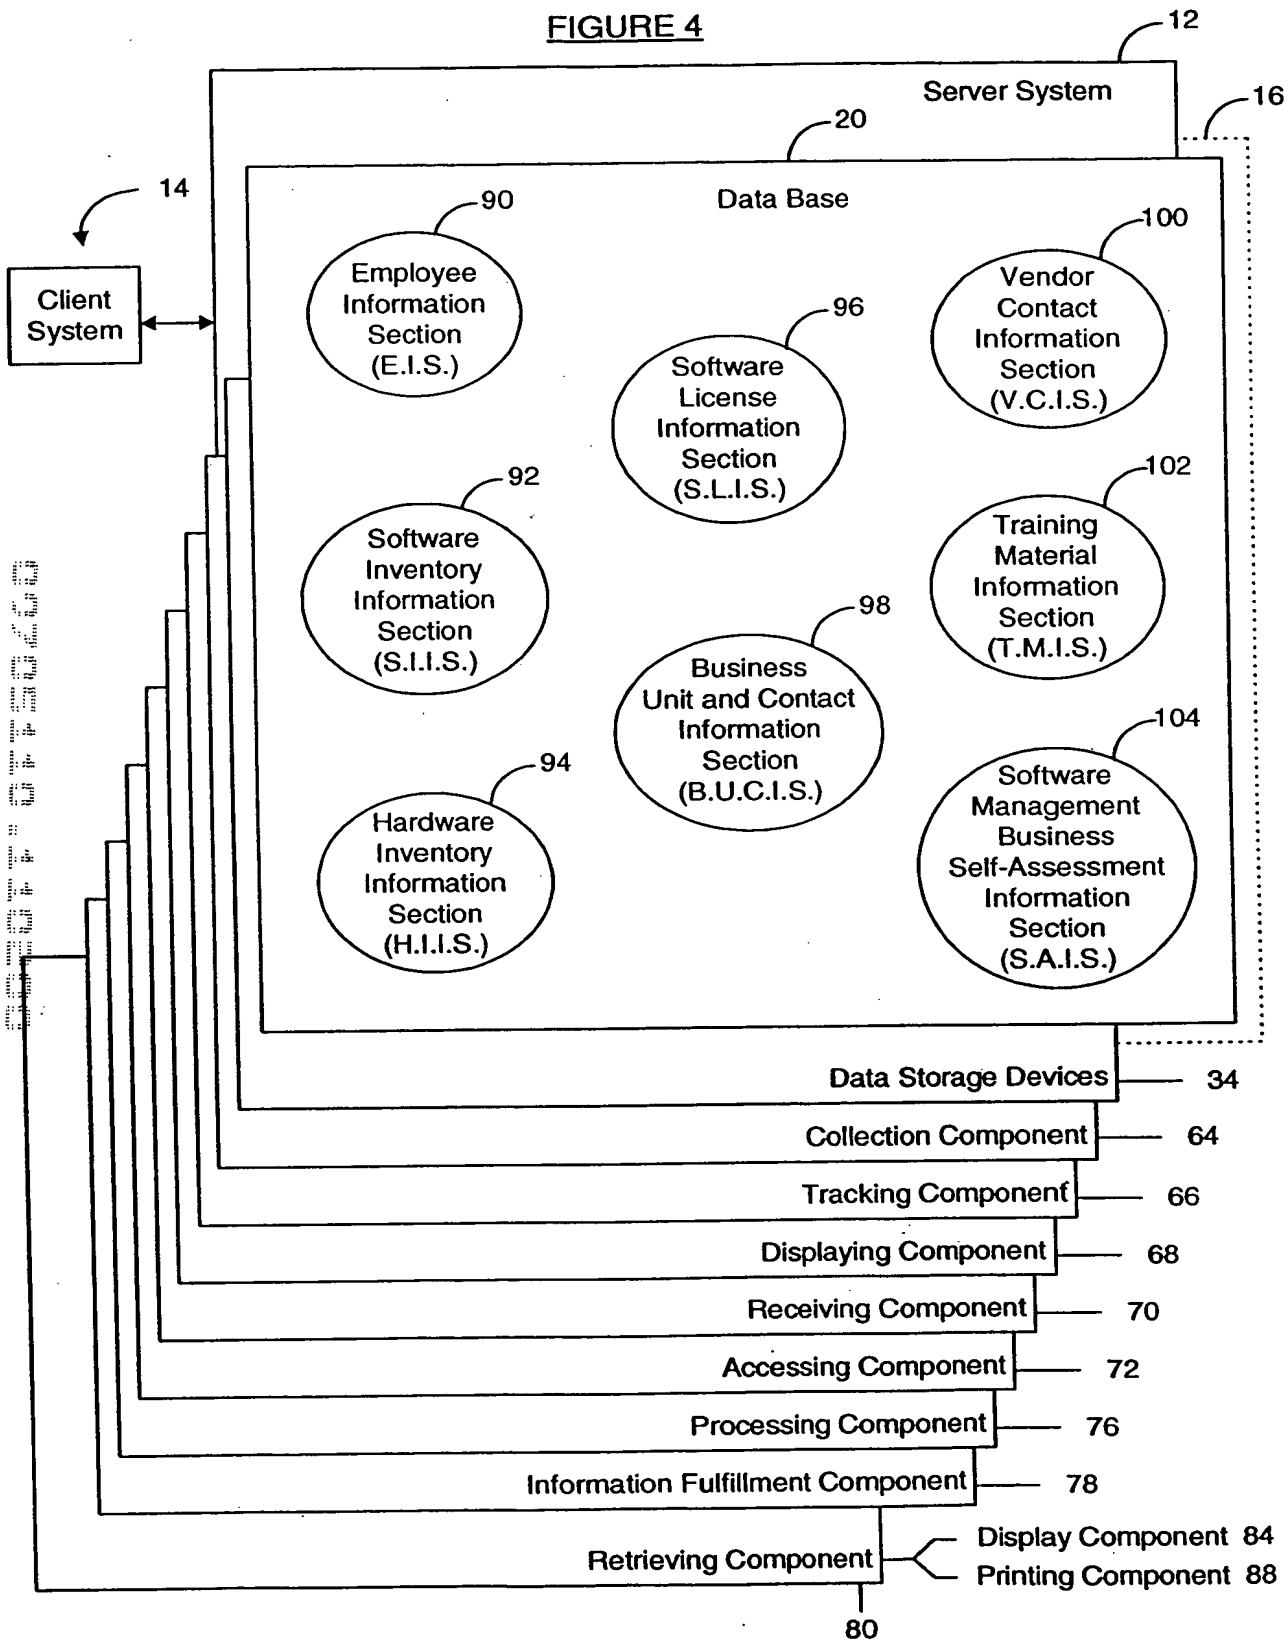 FIGURE 4
12
Server System
16
20
14
Data Base
90
100
Client
System
Employee
Information
Section
(E.I.S.)
96
Vendor
Contact
Information
Section
(V.C.I.S.)
Software
License
Information
Section
(S.L.I.S.)
92
102
Software
Inventory
Information
Section
(S.I.I.S.)
Training
Material
Information
Section
(T.M.I.S.)
98
Business
Unit and Contact
Information
Section
(B.U.C.I.S.)
94
104
Hardware
Inventory
Information
Section
(H.I.I.S.)
Software
Management
Business
Self-Assessment
Information
Section
(S.A.I.S.)
Data Storage Devices 34
Collection Component 64
Tracking Component 66
Displaying Component 68
Receiving Component 70
Accessing Component 72
Processing Component 76
Information Fulfillment Component 78
Display Component 84
Retrieving Component
Printing Component 88
80